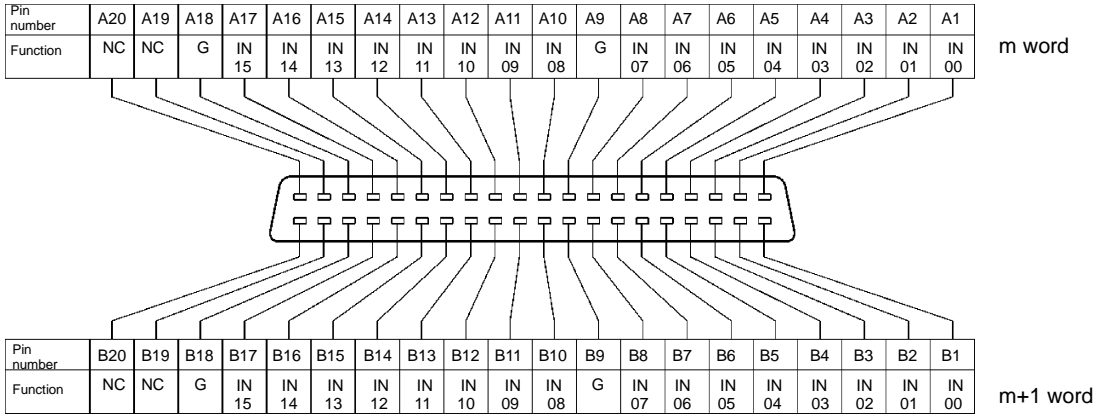 Pin number A20 A19 A18 A17 A16 A15 A14 A13 A12 A11 A10 A9 A8 A7 A6 A5 A4 A3 A2 A1
Function NC NC G IN 15 IN 14 IN 13 IN 12 IN 11 IN 10 IN 09 IN 08 G IN 07 IN 06 IN 05 IN 04 IN 03 IN 02 IN 01 IN 00
m word
Pin number B20 B19 B18 B17 B16 B15 B14 B13 B12 B11 B10 B9 B8 B7 B6 B5 B4 B3 B2 B1
Function NC NC G IN 15 IN 14 IN 13 IN 12 IN 11 IN 10 IN 09 IN 08 G IN 07 IN 06 IN 05 IN 04 IN 03 IN 02 IN 01 IN 00
m+1 word